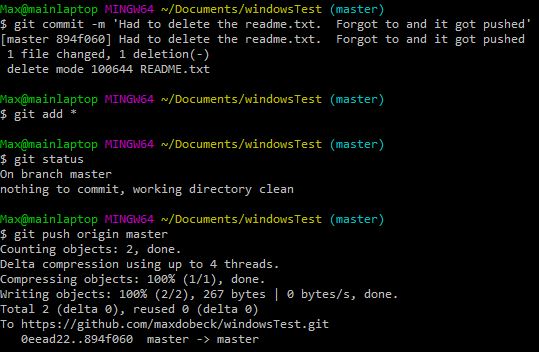 Max@mainlaptop MINGW64 ~/Documents/windowsTest (master)
$ git commit -m 'Had to delete the readme.txt.  Forgot to and it got pushed'
[master 894f060] Had to delete the readme.txt.  Forgot to and it got pushed
 1 file changed, 1 deletion(-)
 delete mode 100644 README.txt

Max@mainlaptop MINGW64 ~/Documents/windowsTest (master)
$ git add *

Max@mainlaptop MINGW64 ~/Documents/windowsTest (master)
$ git status
On branch master
nothing to commit, working directory clean

Max@mainlaptop MINGW64 ~/Documents/windowsTest (master)
$ git push origin master
Counting objects: 2, done.
Delta compression using up to 4 threads.
Compressing objects: 100% (1/1), done.
Writing objects: 100% (2/2), 267 bytes | 0 bytes/s, done.
Total 2 (delta 0), reused 0 (delta 0)
To https://github.com/maxdobeck/windowsTest.git
   0eead22..894f060  master -> master